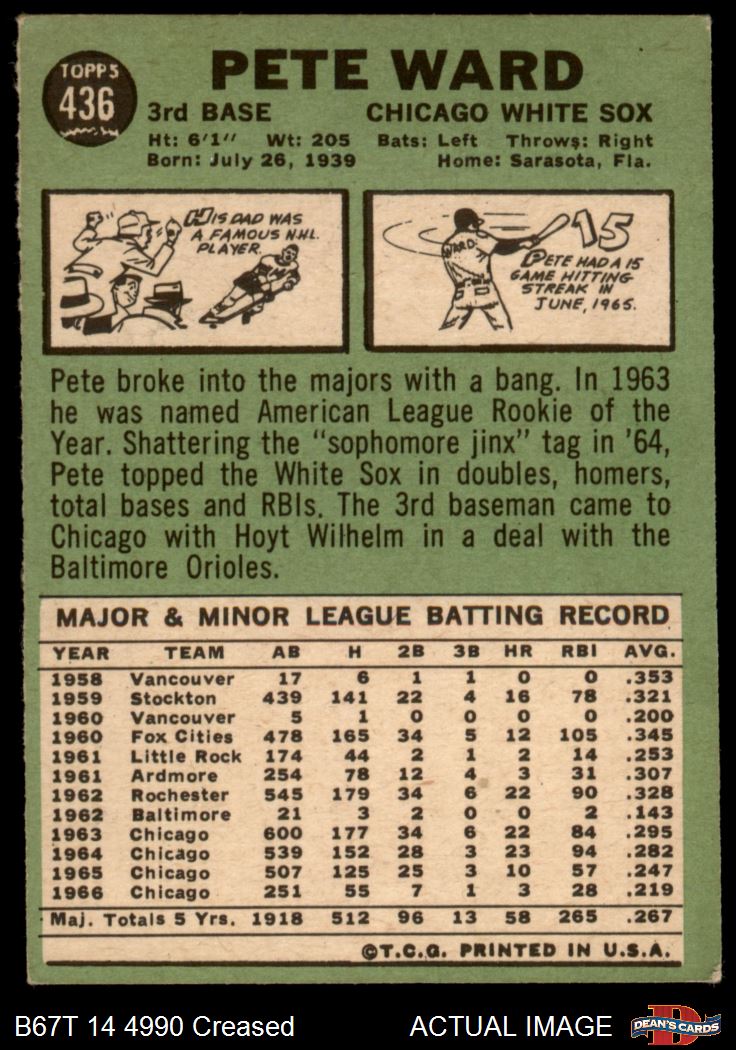 TOPPS
436
PETE WARD
3rd BASE CHICAGO WHITE SOX
Ht: 6'1" Wt: 205 Bats: Left Throws: Right
Born: July 26, 1939 Home: Sarasota, Fla.
HIS DAD WAS
A FAMOUS N.H.L.
PLAYER.
WARD
15
PETE HAD A 15
GAME HITTING
STREAK IN
JUNE, 1965.
Pete broke into the majors with a bang. In 1963
he was named American League Rookie of the
Year. Shattering the "sophomore jinx" tag in '64,
Pete topped the White Sox in doubles, homers,
total bases and RBIs. The 3rd baseman came to
Chicago with Hoyt Wilhelm in a deal with the
Baltimore Orioles.
MAJOR & MINOR LEAGUE BATTING RECORD
YEAR TEAM AB H 2B 3B HR RBI AVG.
1958 Vancouver 17 6 1 1 0 0 .353
1959 Stockton 439 141 22 4 16 78 .321
1960 Vancouver 5 1 0 0 0 0 .200
1960 Fox Cities 478 165 34 5 12 105 .345
1961 Little Rock 174 44 2 1 2 14 .253
1961 Ardmore 254 78 12 4 3 31 .307
1962 Rochester 545 179 34 6 22 90 .328
1962 Baltimore 21 3 2 0 0 2 .143
1963 Chicago 600 177 34 6 22 84 .295
1964 Chicago 539 152 28 3 23 94 .282
1965 Chicago 507 125 25 3 10 57 .247
1966 Chicago 251 55 7 1 3 28 .219
Maj. Totals 5 Yrs. 1918 512 96 13 58 265 .267
©T.C.G. PRINTED IN U.S.A.
B67T 14 4990 Creased ACTUAL IMAGE
D
DEAN'S CARDS